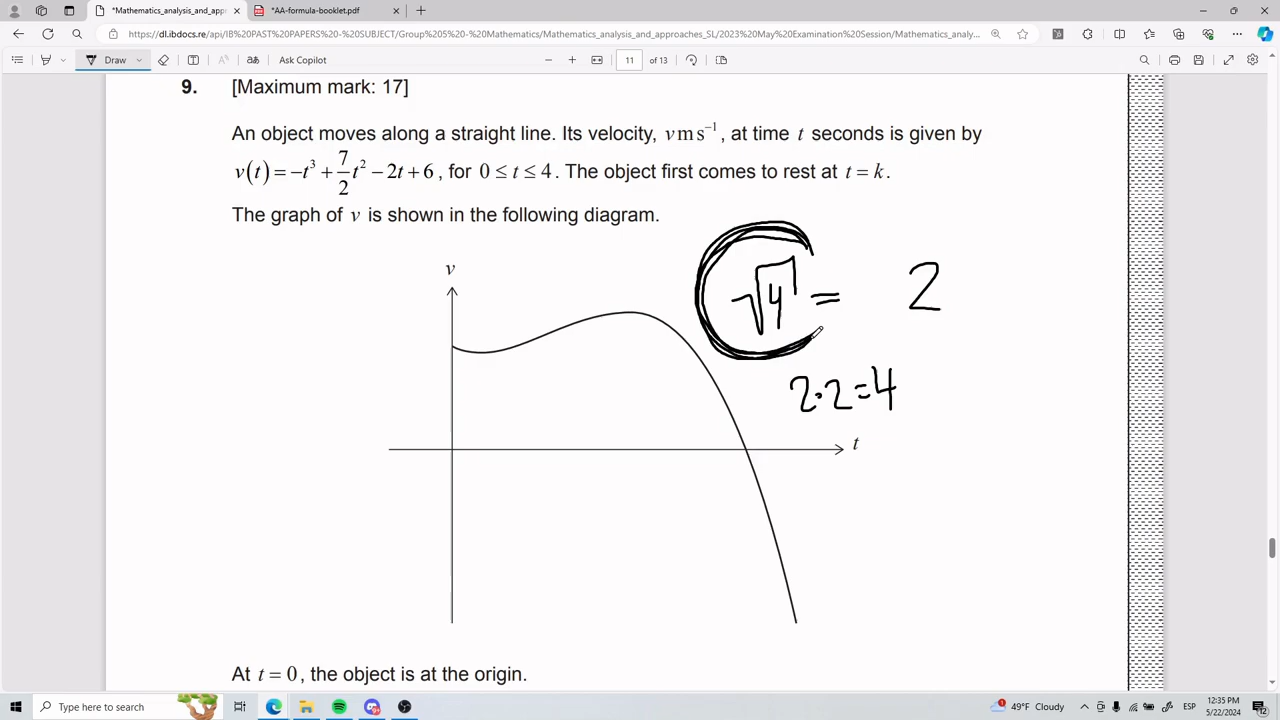 *Mathematics_analysis_and_appr
*AA-formula-booklet.pdf
https://dl.ibdocs.re/api/IB%20PAST%20PAPERS%20-%20SUBJECT/Group%205%20-%20Mathematics/Mathematics_analysis_and_approaches_SL/2023%20May%20Examination%20Session/Mathematics_analy...
Draw
Ask Copilot
11 of 13
9. [Maximum mark: 17]
An object moves along a straight line. Its velocity, v m s⁻¹, at time t seconds is given by
v(t) = −t³ + 7/2 t² − 2t + 6, for 0 ≤ t ≤ 4. The object first comes to rest at t = k.
The graph of v is shown in the following diagram.
v
√4 = 2
2·2=4
t
At t = 0, the object is at the origin.
Type here to search
49°F Cloudy
ESP
12:35 PM
5/22/2024
12